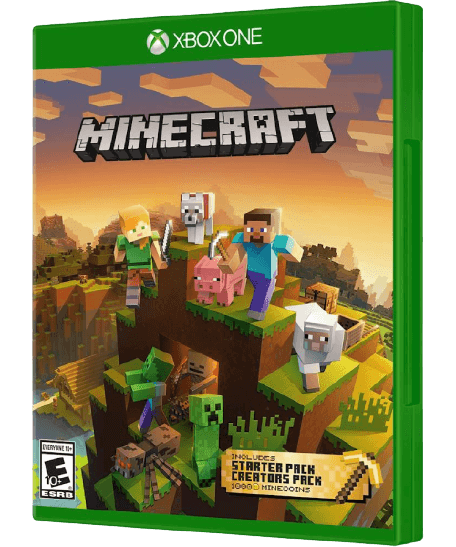 XBOX ONE
MINECRAFT
EVERYONE 10+
E
10+
ESRB
INCLUDES
STARTER PACK
CREATORS PACK
1000 MINECOINS